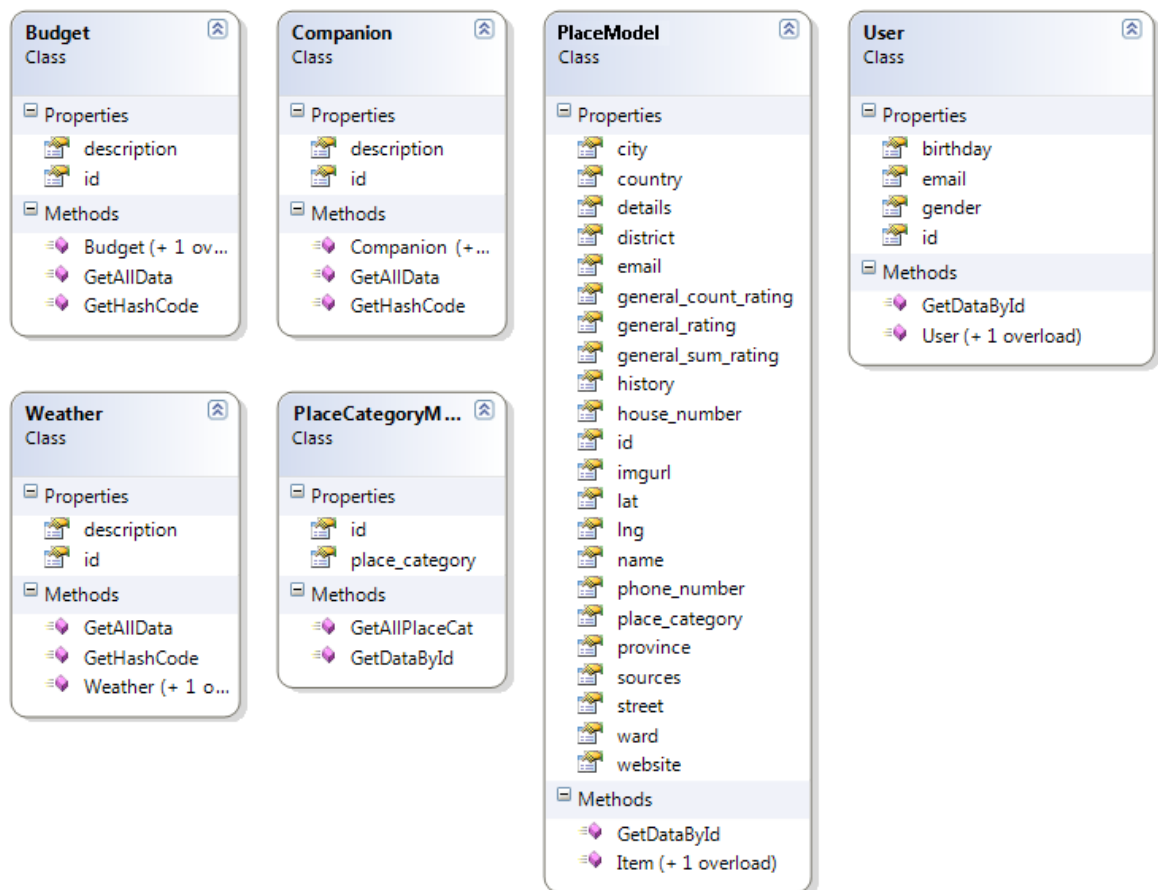 Budget
Class
Properties
description
id
Methods
Budget (+ 1 ov...
GetAllData
GetHashCode
Companion
Class
Properties
description
id
Methods
Companion (+...
GetAllData
GetHashCode
PlaceModel
Class
Properties
city
country
details
district
email
general_count_rating
general_rating
general_sum_rating
history
house_number
id
imgurl
lat
lng
name
phone_number
place_category
province
sources
street
ward
website
Methods
GetDataById
Item (+ 1 overload)
User
Class
Properties
birthday
email
gender
id
Methods
GetDataById
User (+ 1 overload)
Weather
Class
Properties
description
id
Methods
GetAllData
GetHashCode
Weather (+ 1 o...
PlaceCategoryM...
Class
Properties
id
place_category
Methods
GetAllPlaceCat
GetDataById